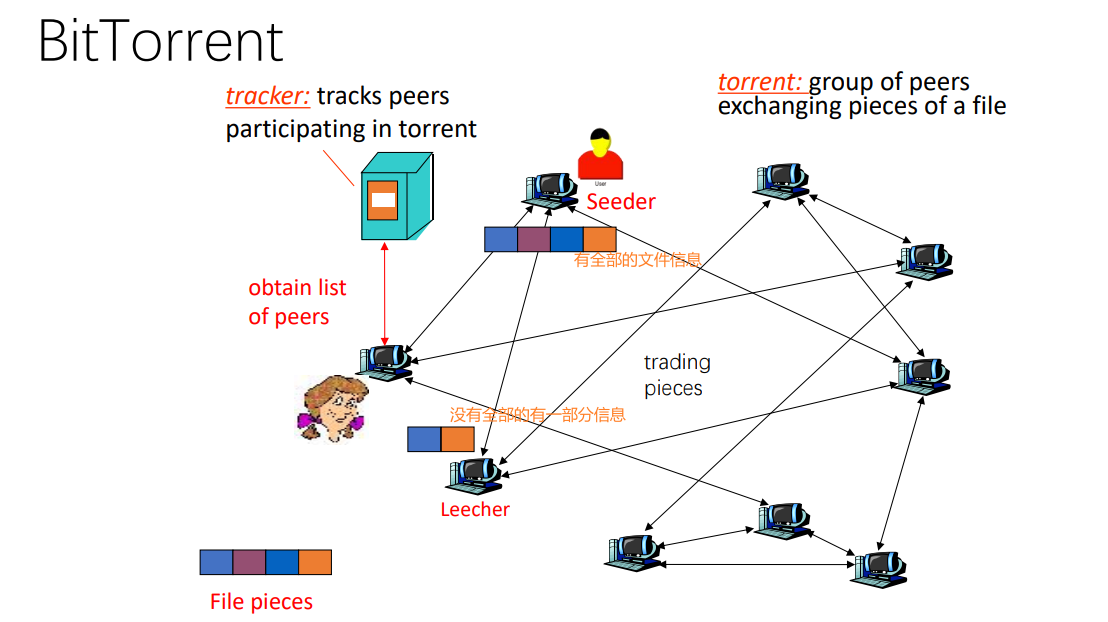 BitTorrent
tracker: tracks peers
participating in torrent
torrent: group of peers
exchanging pieces of a file
User
Seeder
有全部的文件信息
obtain list
of peers
trading
pieces
没有全部的有一部分信息
Leecher
File pieces